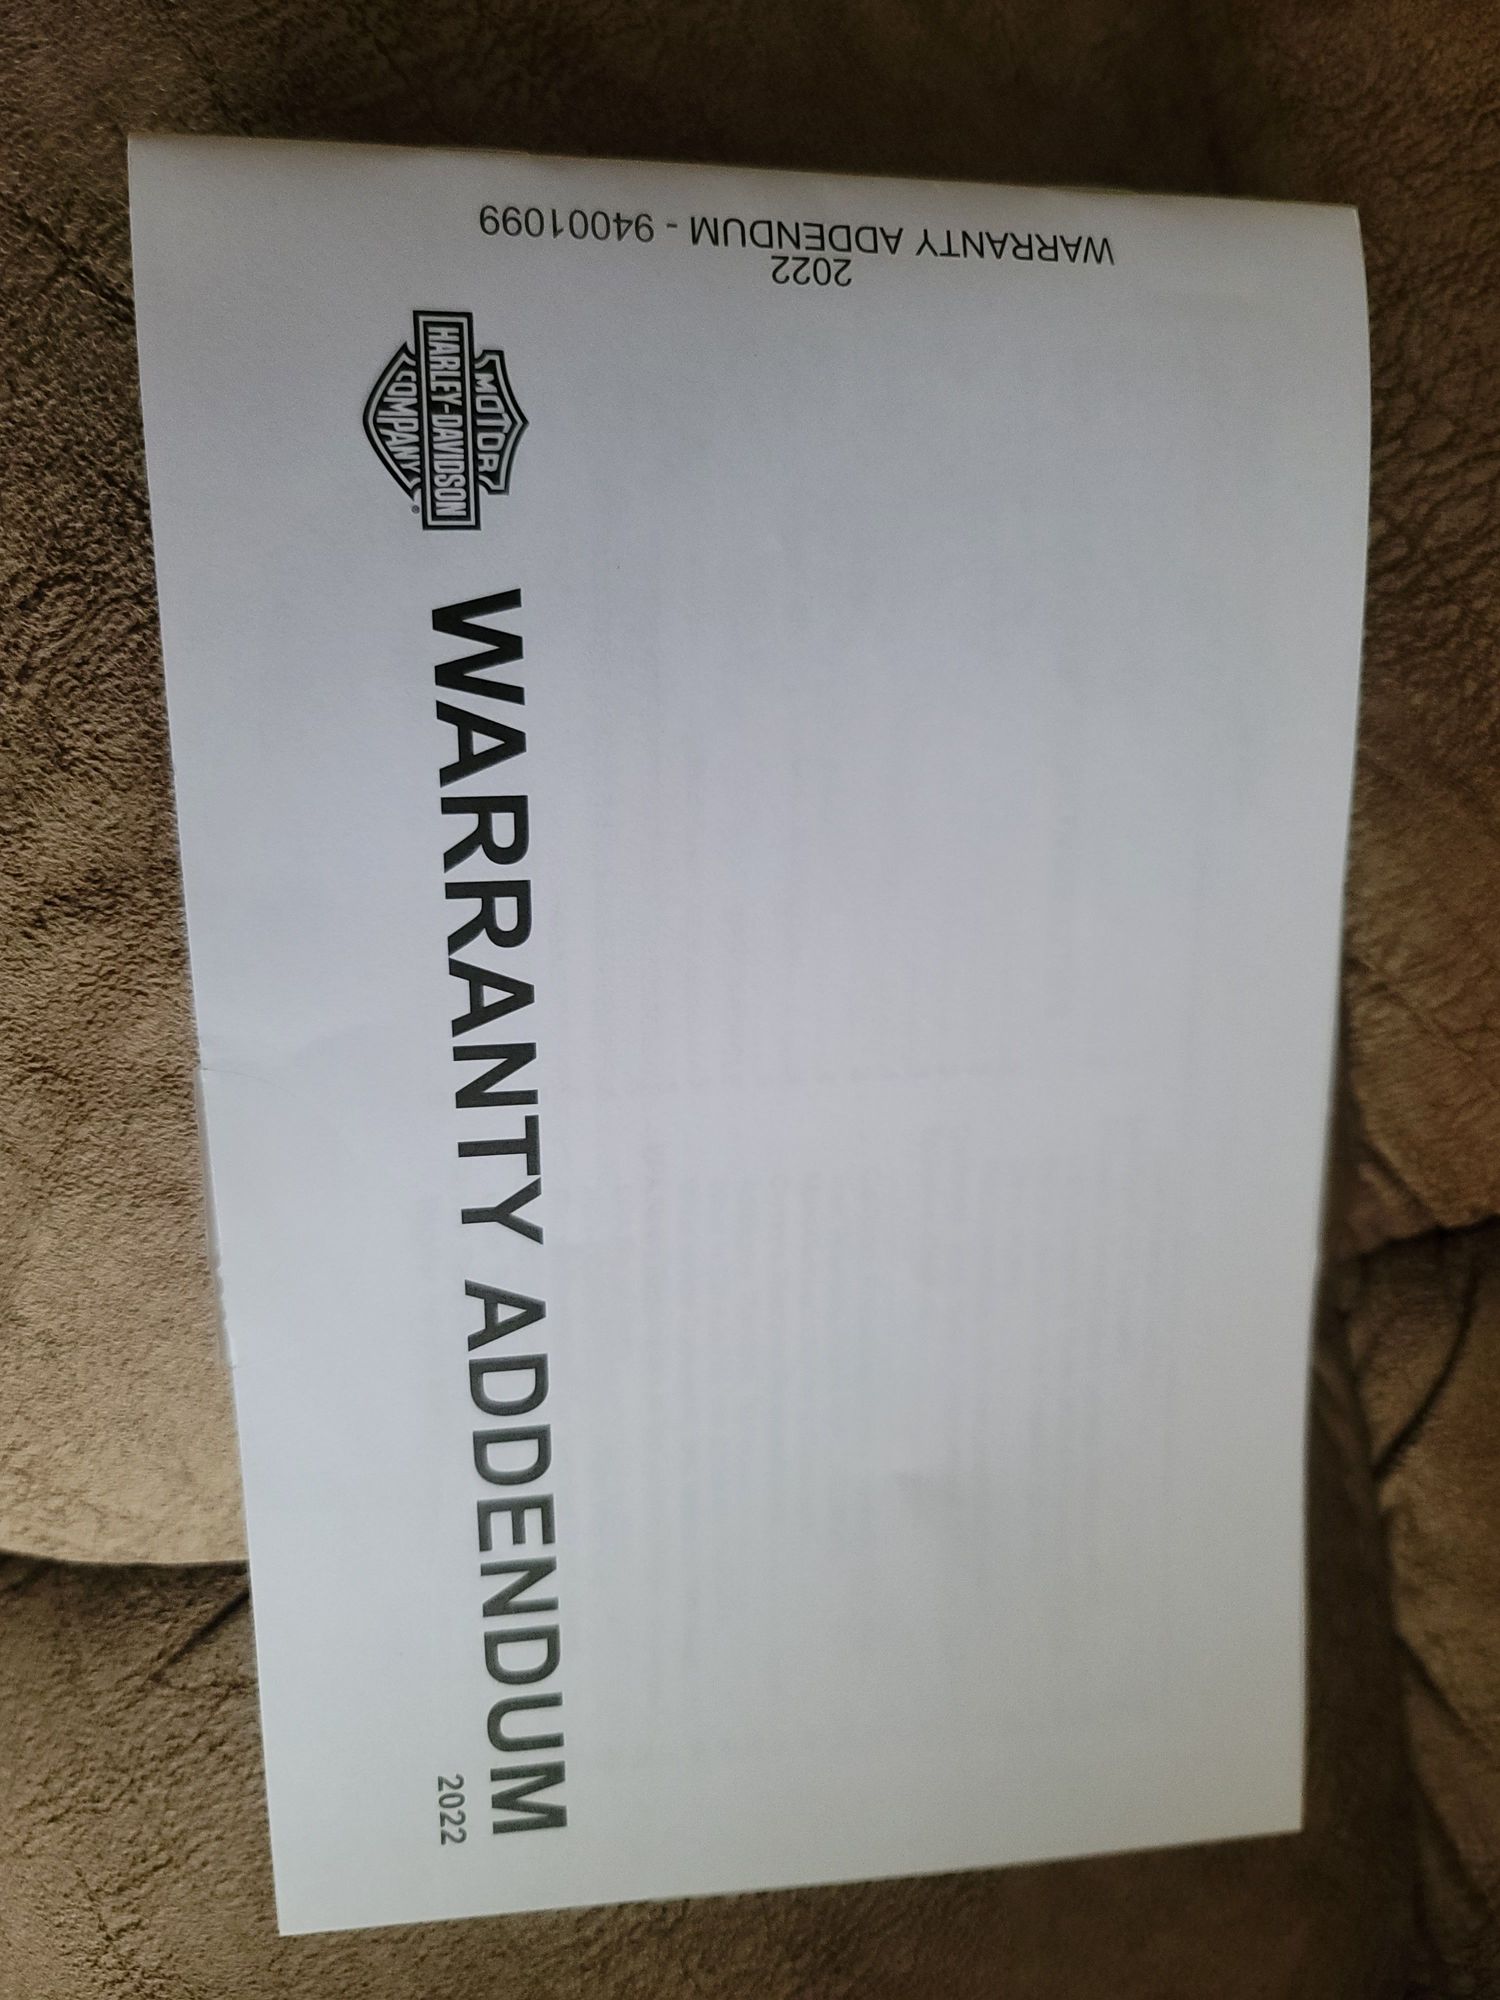 WARRANTY ADDENDUM - 94001099
2022
MOTOR
HARLEY-DAVIDSON
COMPANY
®
WARRANTY ADDENDUM
2022